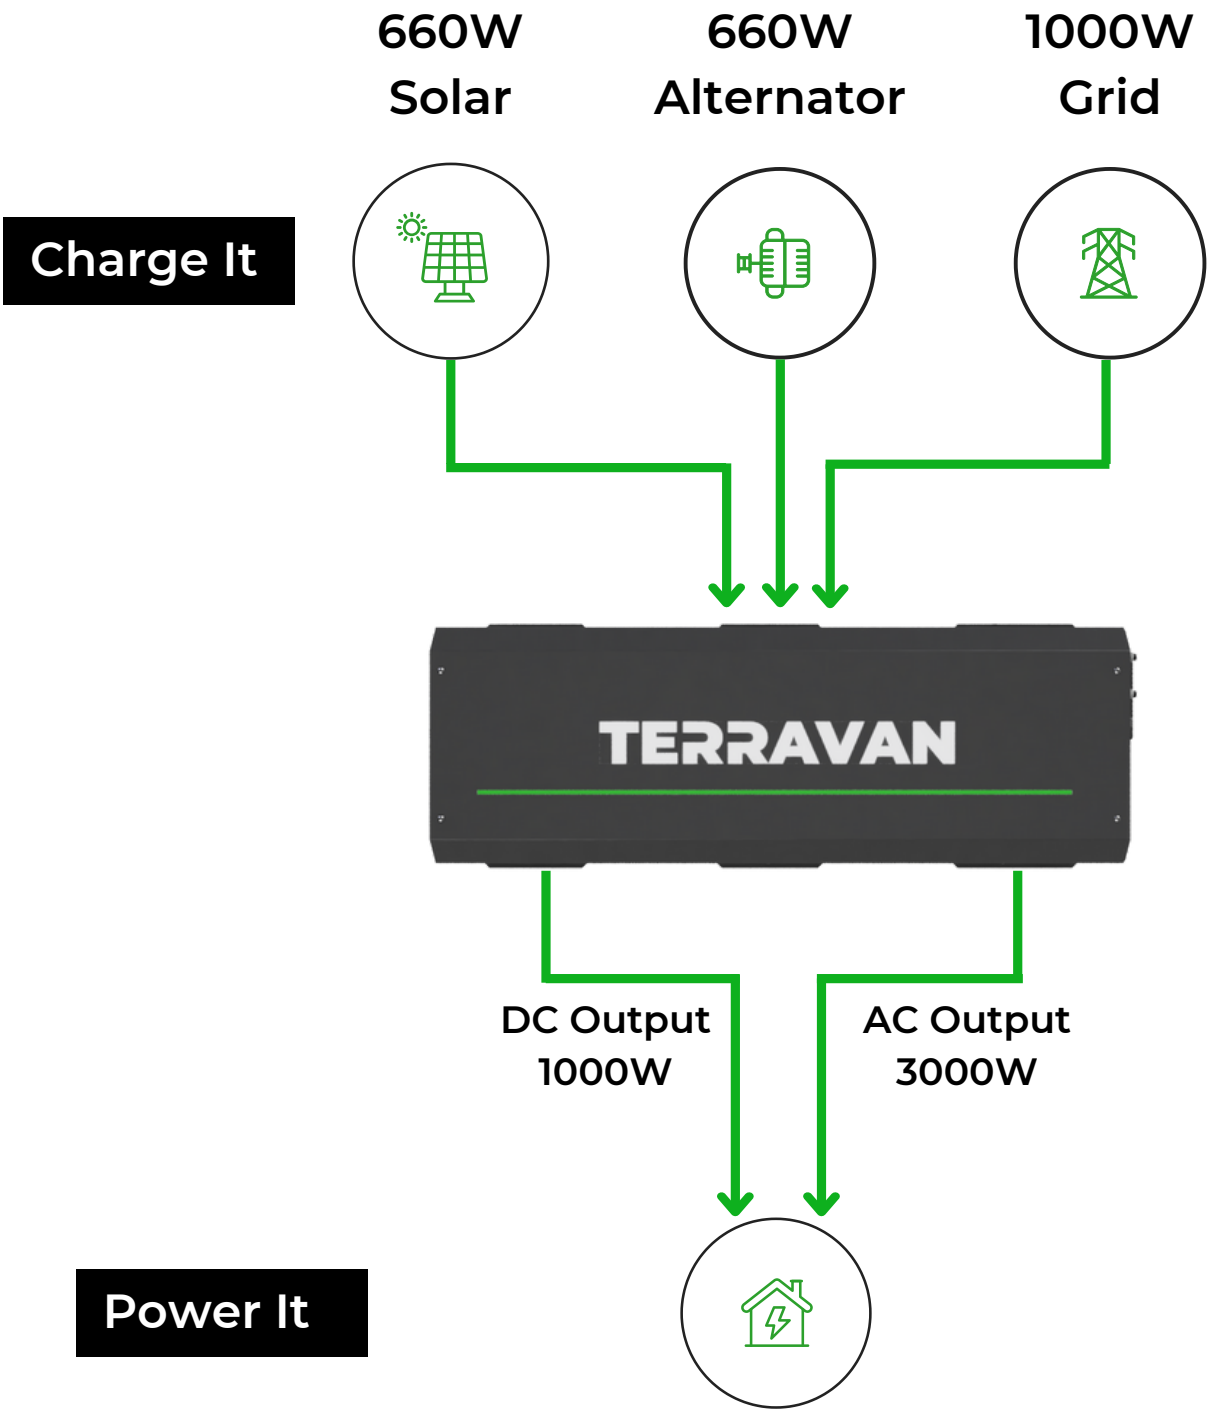 660W
Solar
660W
Alternator
1000W
Grid
Charge It
TERRAVAN
DC Output
1000W
AC Output
3000W
Power It